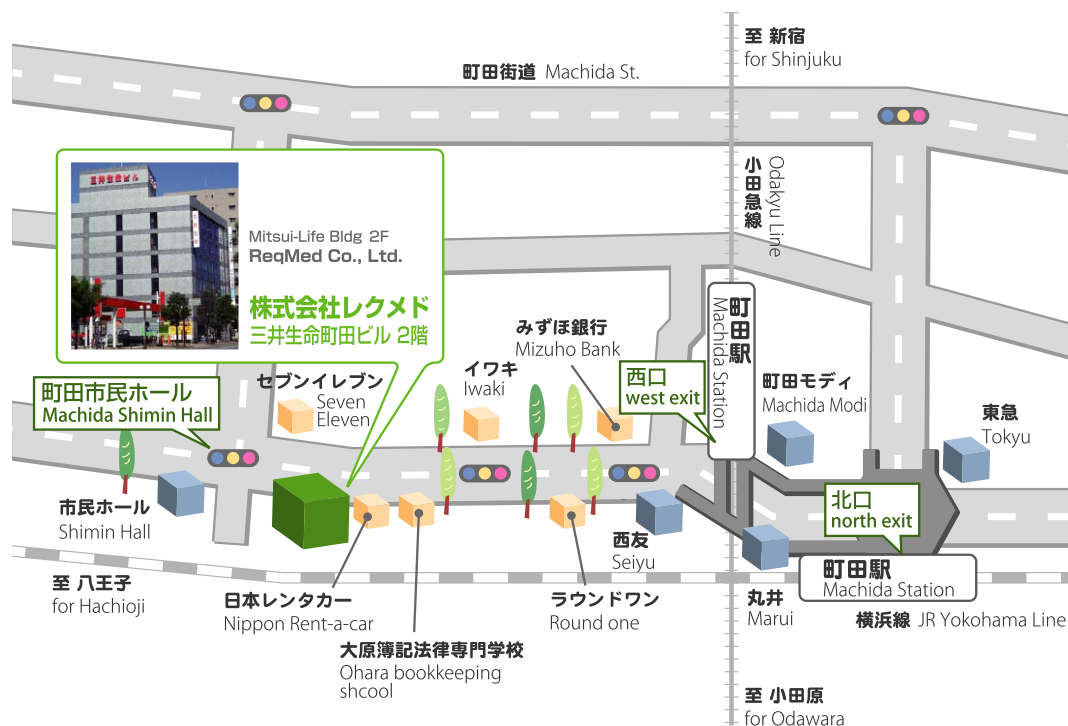 至 新宿
for Shinjuku
町田街道 Machida St.
小田急線
Odakyu Line
三井生命ビル
Mitsui-Life Bldg 2F
ReqMed Co., Ltd.
株式会社レクメド
三井生命町田ビル 2階
町田駅
Machida Station
みずほ銀行
Mizuho Bank
イワキ
Iwaki
セブンイレブン
Seven
Eleven
町田市民ホール
Machida Shimin Hall
西口
west exit
町田モディ
Machida Modi
東急
Tokyu
市民ホール
Shimin Hall
北口
north exit
西友
Seiyu
至 八王子
for Hachioji
日本レンタカー
Nippon Rent-a-car
大原簿記法律専門学校
Ohara bookkeeping
shcool
ラウンドワン
Round one
丸井
Marui
町田駅
Machida Station
横浜線 JR Yokohama Line
至 小田原
for Odawara